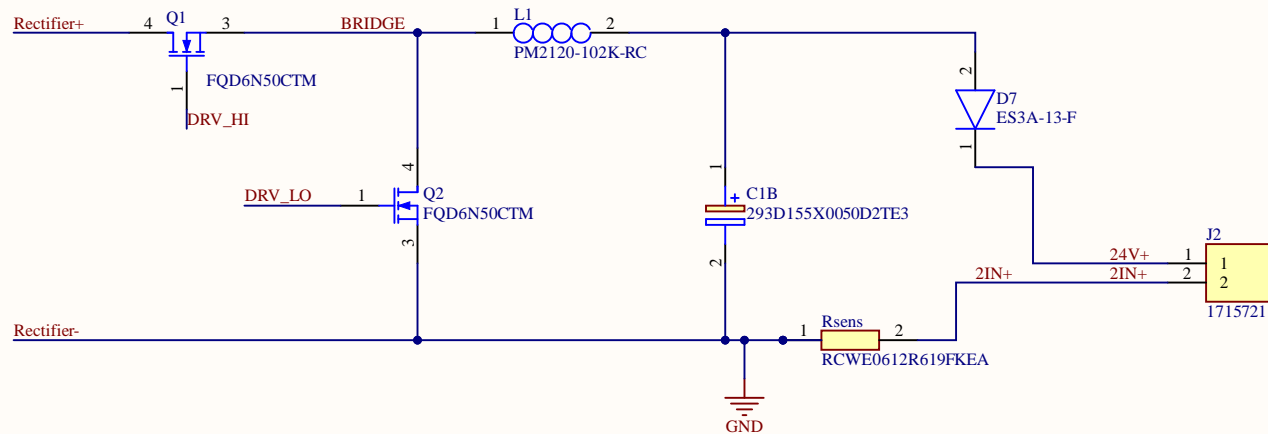 Rectifier+
4
Q1
3
BRIDGE
1
L1
2
PM2120-102K-RC
FQD6N50CTM
1
DRV_HI
2
D7
ES3A-13-F
1
DRV_LO
1
4
Q2
FQD6N50CTM
3
1
C1B
+
293D155X0050D2TE3
2
J2
24V+
1
1
2IN+
2IN+
2
2
1715721
Rectifier-
1
Rsens
2
RCWE0612R619FKEA
GND